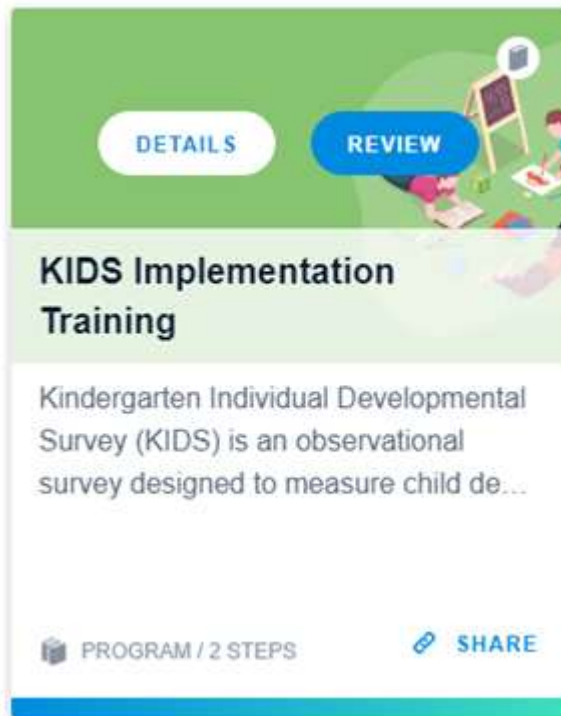 DETAILS
REVIEW
KIDS Implementation
Training
Kindergarten Individual Developmental
Survey (KIDS) is an observational
survey designed to measure child de...
PROGRAM / 2 STEPS
SHARE